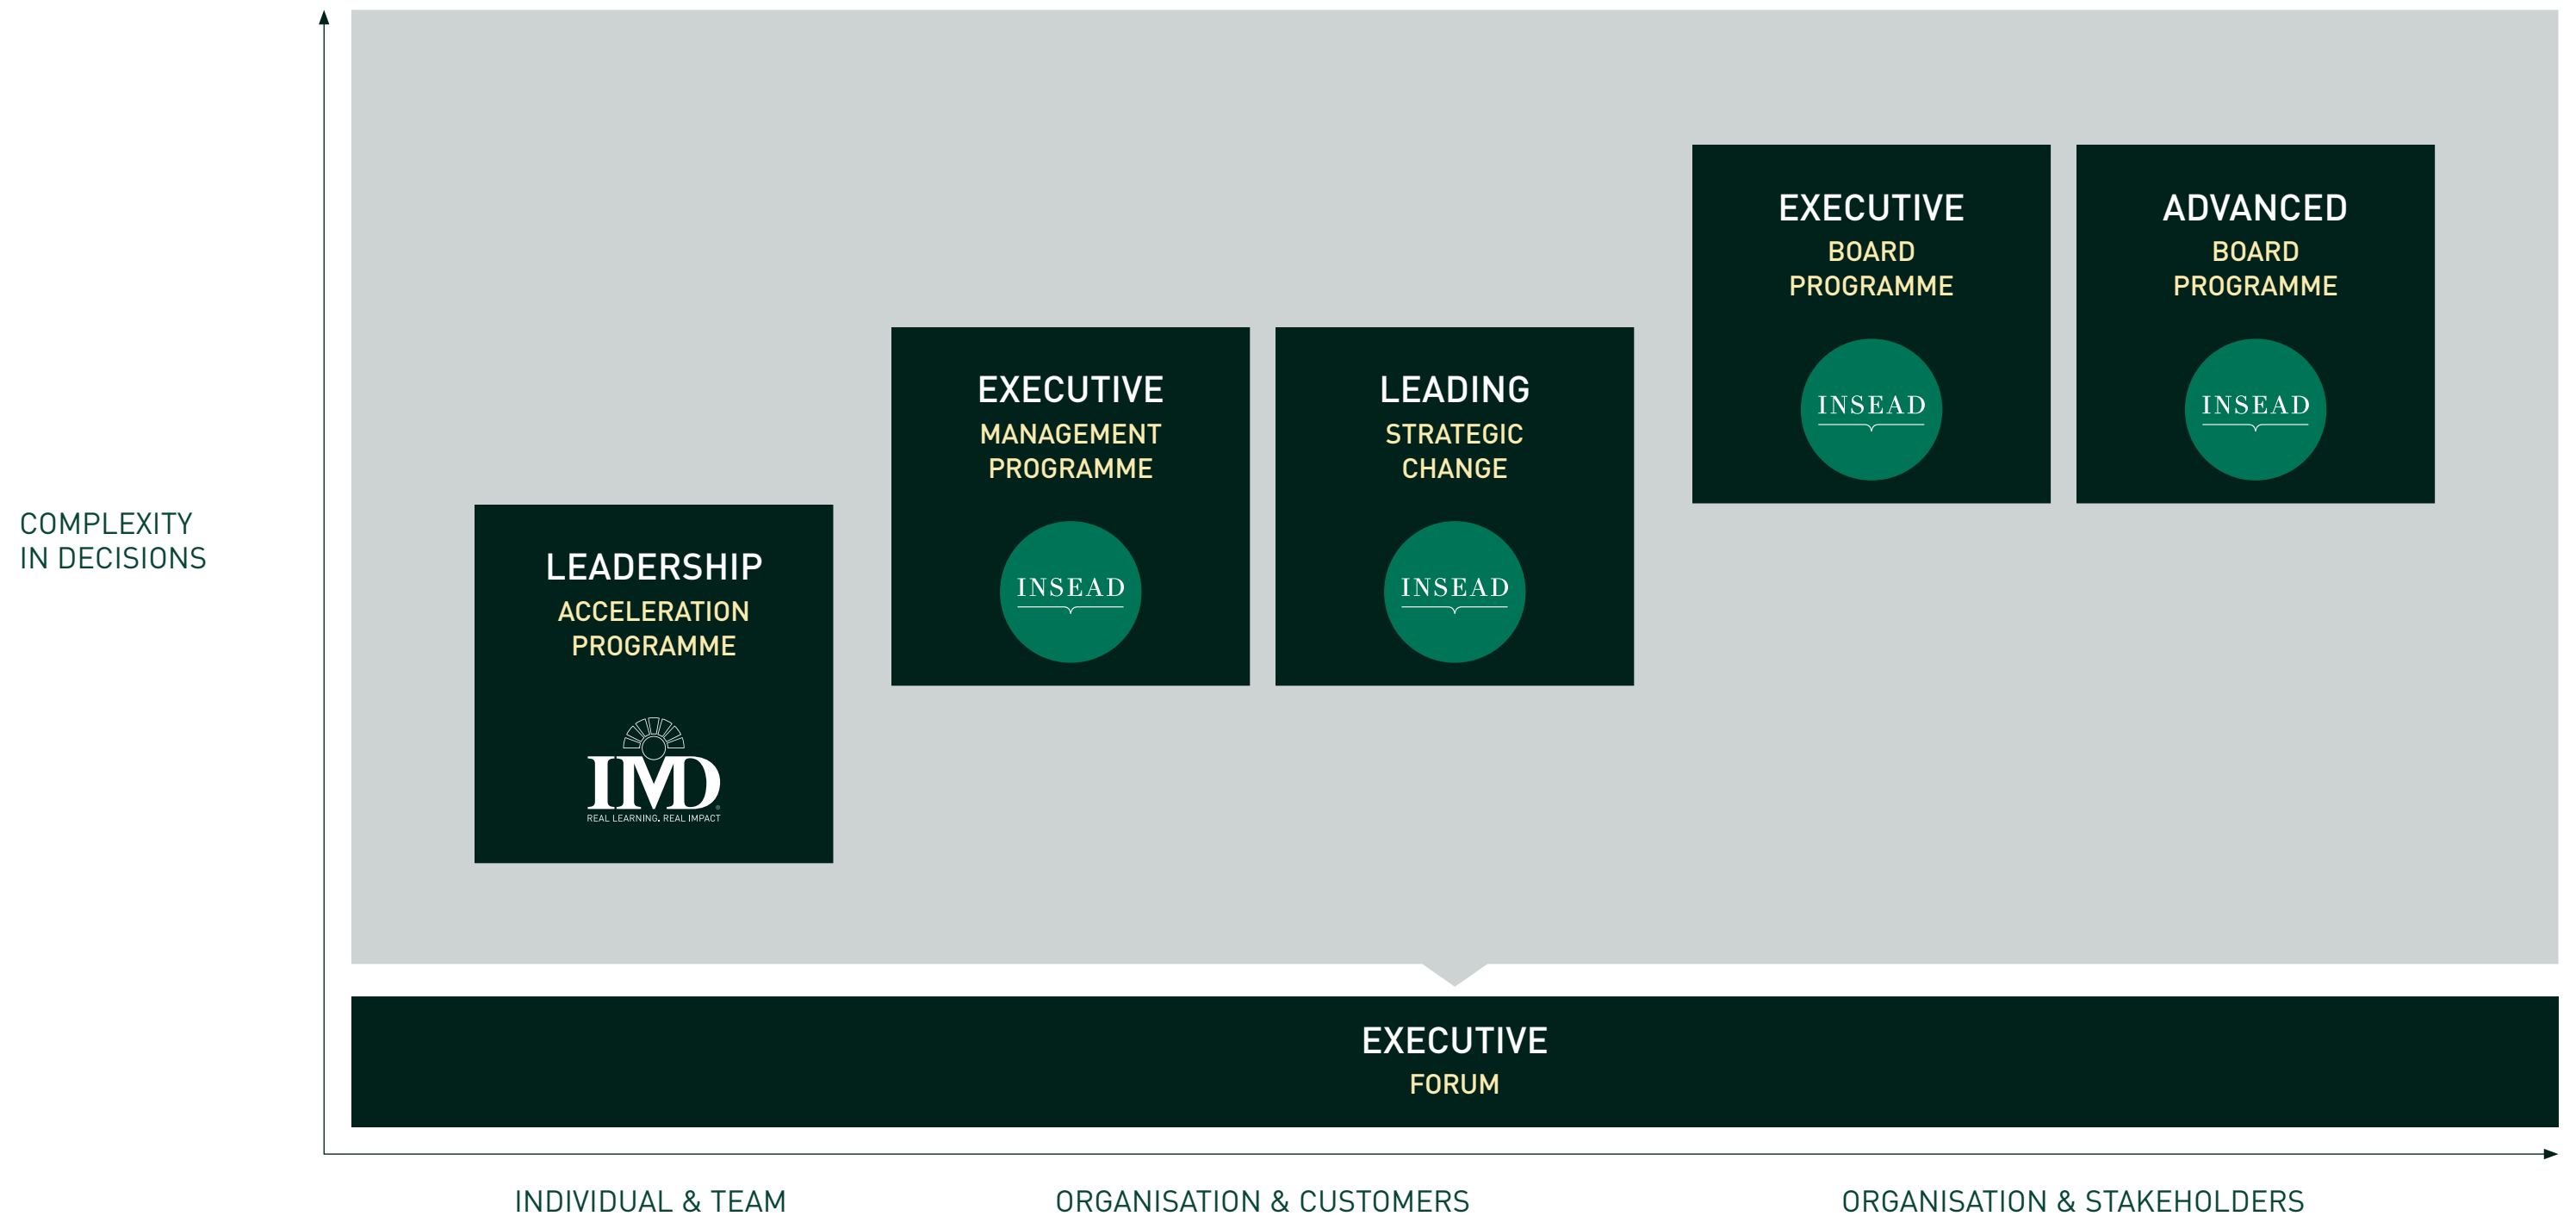 COMPLEXITY
IN DECISIONS
LEADERSHIP
ACCELERATION
PROGRAMME
IMD
®
REAL LEARNING. REAL IMPACT
EXECUTIVE
MANAGEMENT
PROGRAMME
INSEAD
LEADING
STRATEGIC
CHANGE
INSEAD
EXECUTIVE
BOARD
PROGRAMME
INSEAD
ADVANCED
BOARD
PROGRAMME
INSEAD
EXECUTIVE
FORUM
INDIVIDUAL & TEAM
ORGANISATION & CUSTOMERS
ORGANISATION & STAKEHOLDERS